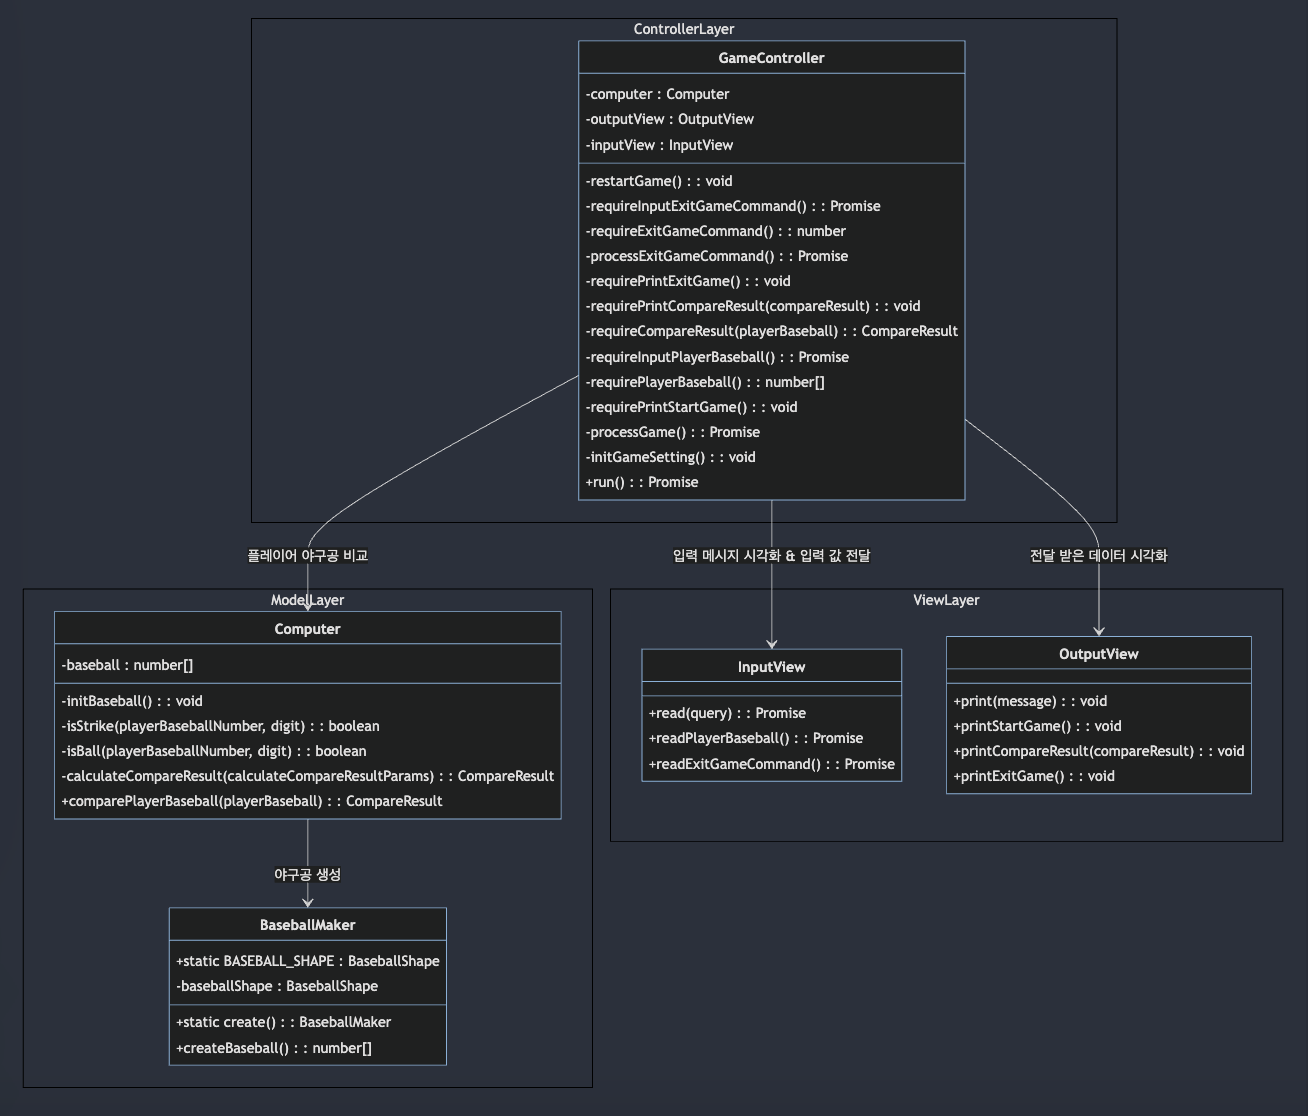 ControllerLayer
GameController
-computer : Computer
-outputView : OutputView
-inputView : InputView
-restartGame() : : void
-requireInputExitGameCommand() : : Promise
-requireExitGameCommand() : : number
-processExitGameCommand() : : Promise
-requirePrintExitGame() : : void
-requirePrintCompareResult(compareResult) : : void
-requireCompareResult(playerBaseball) : : CompareResult
-requireInputPlayerBaseball() : : Promise
-requirePlayerBaseball() : : number[]
-requirePrintStartGame() : : void
-processGame() : : Promise
-initGameSetting() : : void
+run() : : Promise
플레이어 야구공 비교
입력 메시지 시각화 & 입력 값 전달
전달 받은 데이터 시각화
ModelLayer
Computer
-baseball : number[]
-initBaseball() : : void
-isStrike(playerBaseballNumber, digit) : : boolean
-isBall(playerBaseballNumber, digit) : : boolean
-calculateCompareResult(calculateCompareResultParams) : : CompareResult
+comparePlayerBaseball(playerBaseball) : : CompareResult
야구공 생성
BaseballMaker
+static BASEBALL_SHAPE : BaseballShape
-baseballShape : BaseballShape
+static create() : : BaseballMaker
+createBaseball() : : number[]
ViewLayer
InputView
+read(query) : : Promise
+readPlayerBaseball() : : Promise
+readExitGameCommand() : : Promise
OutputView
+print(message) : : void
+printStartGame() : : void
+printCompareResult(compareResult) : : void
+printExitGame() : : void